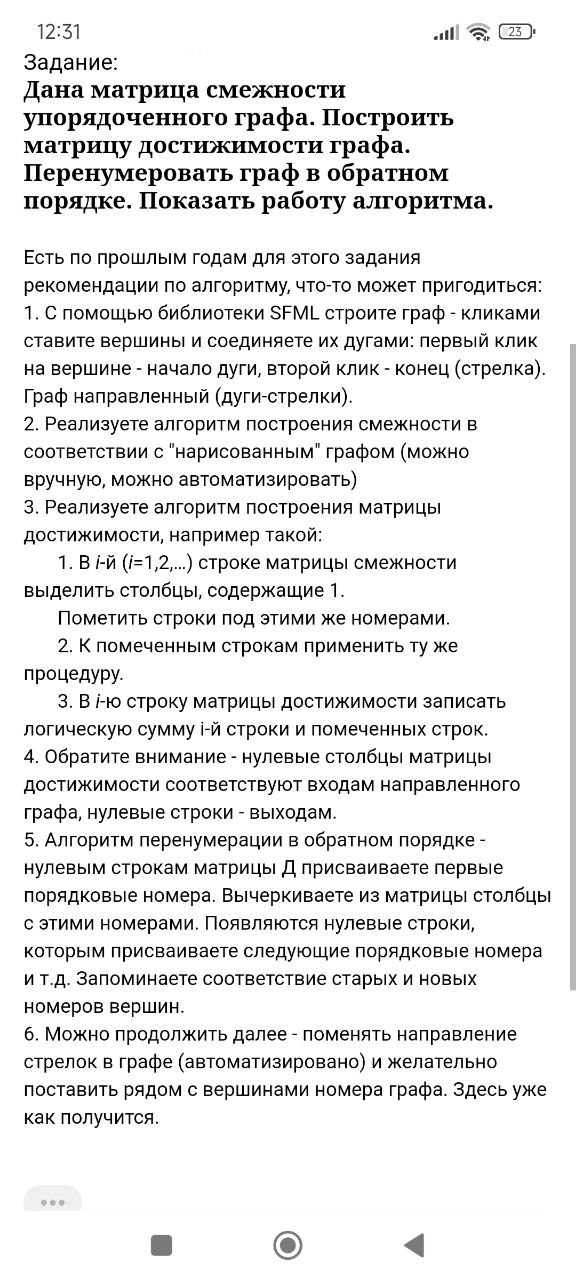 12:31
23
Задание:
Дана матрица смежности
упорядоченного графа. Построить
матрицу достижимости графа.
Перенумеровать граф в обратном
порядке. Показать работу алгоритма.
Есть по прошлым годам для этого задания
рекомендации по алгоритму, что-то может пригодиться:
1. С помощью библиотеки SFML строите граф - кликами
ставите вершины и соединяете их дугами: первый клик
на вершине - начало дуги, второй клик - конец (стрелка).
Граф направленный (дуги-стрелки).
2. Реализуете алгоритм построения смежности в
соответствии с "нарисованным" графом (можно
вручную, можно автоматизировать)
3. Реализуете алгоритм построения матрицы
достижимости, например такой:
1. В i-й (i=1,2,...) строке матрицы смежности
выделить столбцы, содержащие 1.
Пометить строки под этими же номерами.
2. К помеченным строкам применить ту же
процедуру.
3. В i-ю строку матрицы достижимости записать
логическую сумму i-й строки и помеченных строк.
4. Обратите внимание - нулевые столбцы матрицы
достижимости соответствуют входам направленного
графа, нулевые строки - выходам.
5. Алгоритм перенумерации в обратном порядке -
нулевым строкам матрицы Д присваиваете первые
порядковые номера. Вычеркиваете из матрицы столбцы
с этими номерами. Появляются нулевые строки,
которым присваиваете следующие порядковые номера
и т.д. Запоминаете соответствие старых и новых
номеров вершин.
6. Можно продолжить далее - поменять направление
стрелок в графе (автоматизировано) и желательно
поставить рядом с вершинами номера графа. Здесь уже
как получится.